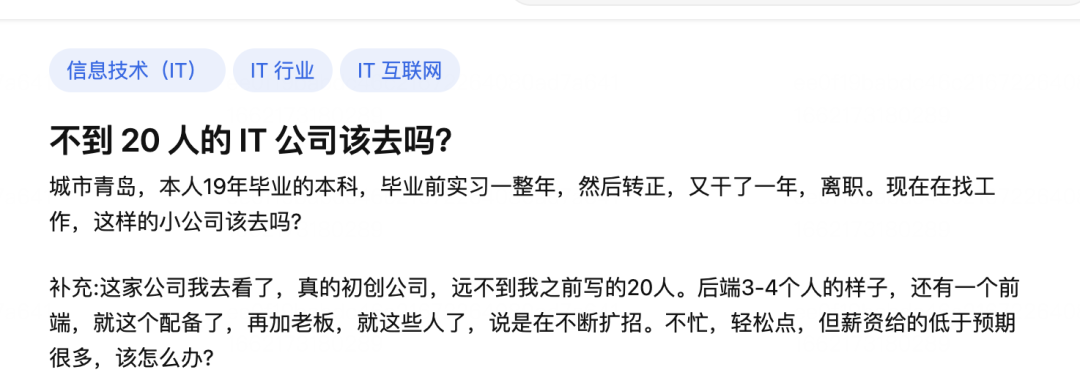 信息技术（IT）
IT 行业
IT 互联网
不到 20 人的 IT 公司该去吗?
城市青岛，本人19年毕业的本科，毕业前实习一整年，然后转正，又干了一年，离职。现在在找工
作，这样的小公司该去吗?
补充:这家公司我去看了，真的初创公司，远不到我之前写的20人。后端3-4个人的样子，还有一个前
端，就这个配备了，再加老板，就这些人了，说是在不断扩招。不忙，轻松点，但薪资给的低于预期
很多，该怎么办?